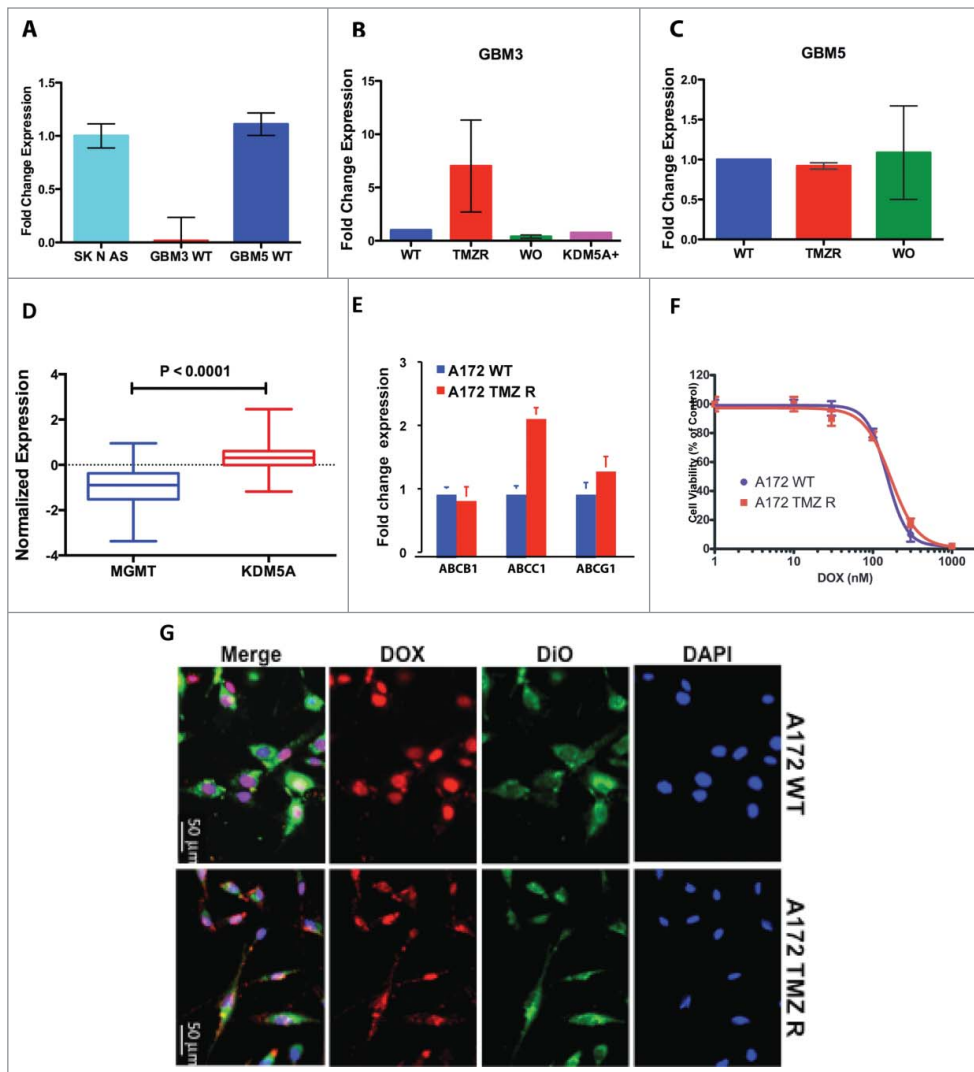 A
Fold Change Expression
1.5
1.0
0.5
0.0
SK N AS
GBM3 WT
GBM5 WT
B
GBM3
Fold Change Expression
15
10
5
0
WT
TMZR
WO
KDM5A+
C
GBM5
Fold Change Expression
2.0
1.5
1.0
0.5
0.0
WT
TMZR
WO
D
P < 0.0001
Normalized Expression
4
2
0
-2
-4
MGMT
KDM5A
E
Fold change expression
3
2
1
0
A172 WT
A172 TMZ R
ABCB1
ABCC1
ABCG1
F
Cell Viability (% of Control)
120
100
80
60
40
20
0
A172 WT
A172 TMZ R
1
10
100
1000
DOX (nM)
G
Merge
DOX
DiO
DAPI
50 µm
A172 WT
50 µm
A172 TMZ R